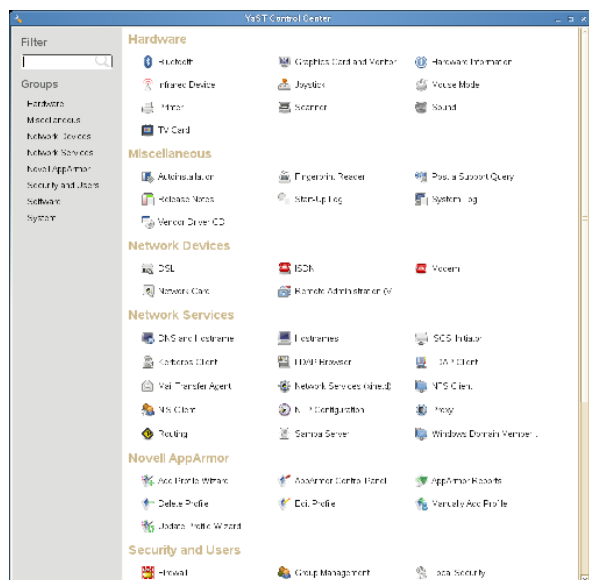 YaST Control Center
Filter
Groups
Hardware
Miscellaneous
Network Devices
Network Services
Novell AppArmor
Security and Users
Software
System
Hardware
Bluetooth
Graphics Card and Monitor
Hardware Information
Infrared Device
Joystick
Mouse Mode
Printer
Scanner
Sound
TV Card
Miscellaneous
Autoinstallation
Fingerprint Reader
Post a Support Query
Release Notes
Start-Up Log
System Log
Vendor Driver CD
Network Devices
DSL
ISDN
Modem
Network Card
Remote Administration (V
Network Services
DNS and Hostname
Hostnames
iSCSI Initiator
Kerberos Client
LDAP Browser
LDAP Client
Mail Transfer Agent
Network Services (xinetd)
NFS Client
NIS Client
NTP Configuration
Proxy
Routing
Samba Server
Windows Domain Member...
Novell AppArmor
Add Profile Wizard
AppArmor Control Panel
AppArmor Reports
Delete Profile
Edit Profile
Manually Add Profile
Update Profile Wizard
Security and Users
Firewall
Group Management
Local Security